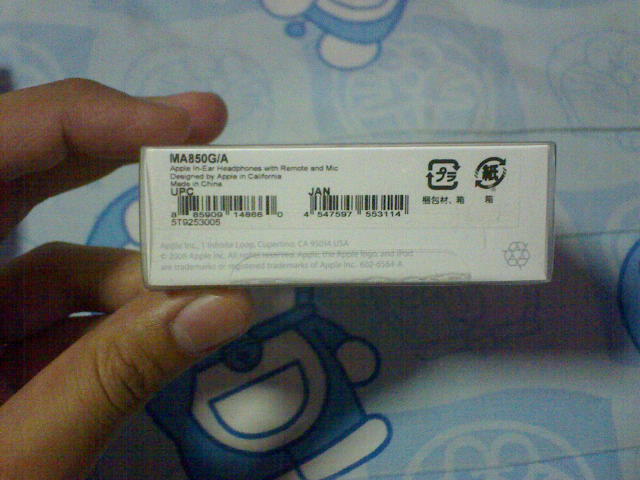 MA850G/A
Apple In-Ear Headphones with Remote and Mic
Designed by Apple in California
Made in China
UPC JAN
8 85909 14866 0 4 547597 553114
5T9253005
プラ 紙
梱包材、箱 箱
Apple Inc., 1 Infinite Loop, Cupertino, CA 95014 USA
© 2008 Apple Inc. All rights reserved. Apple, the Apple logo, and iPod
are trademarks or registered trademarks of Apple Inc. 602-6564-A